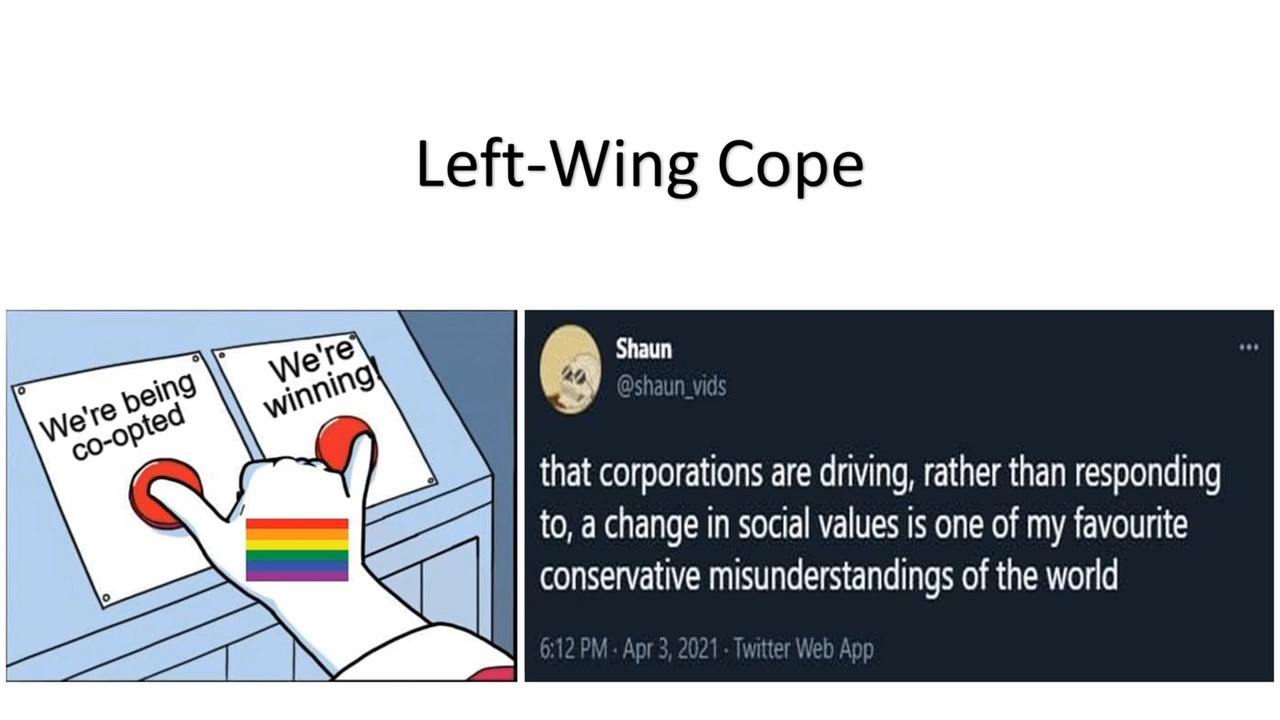 Left-Wing Cope
We're being
co-opted
We're
winning!
Shaun
@shaun_vids
that corporations are driving, rather than responding
to, a change in social values is one of my favourite
conservative misunderstandings of the world
6:12 PM · Apr 3, 2021 · Twitter Web App